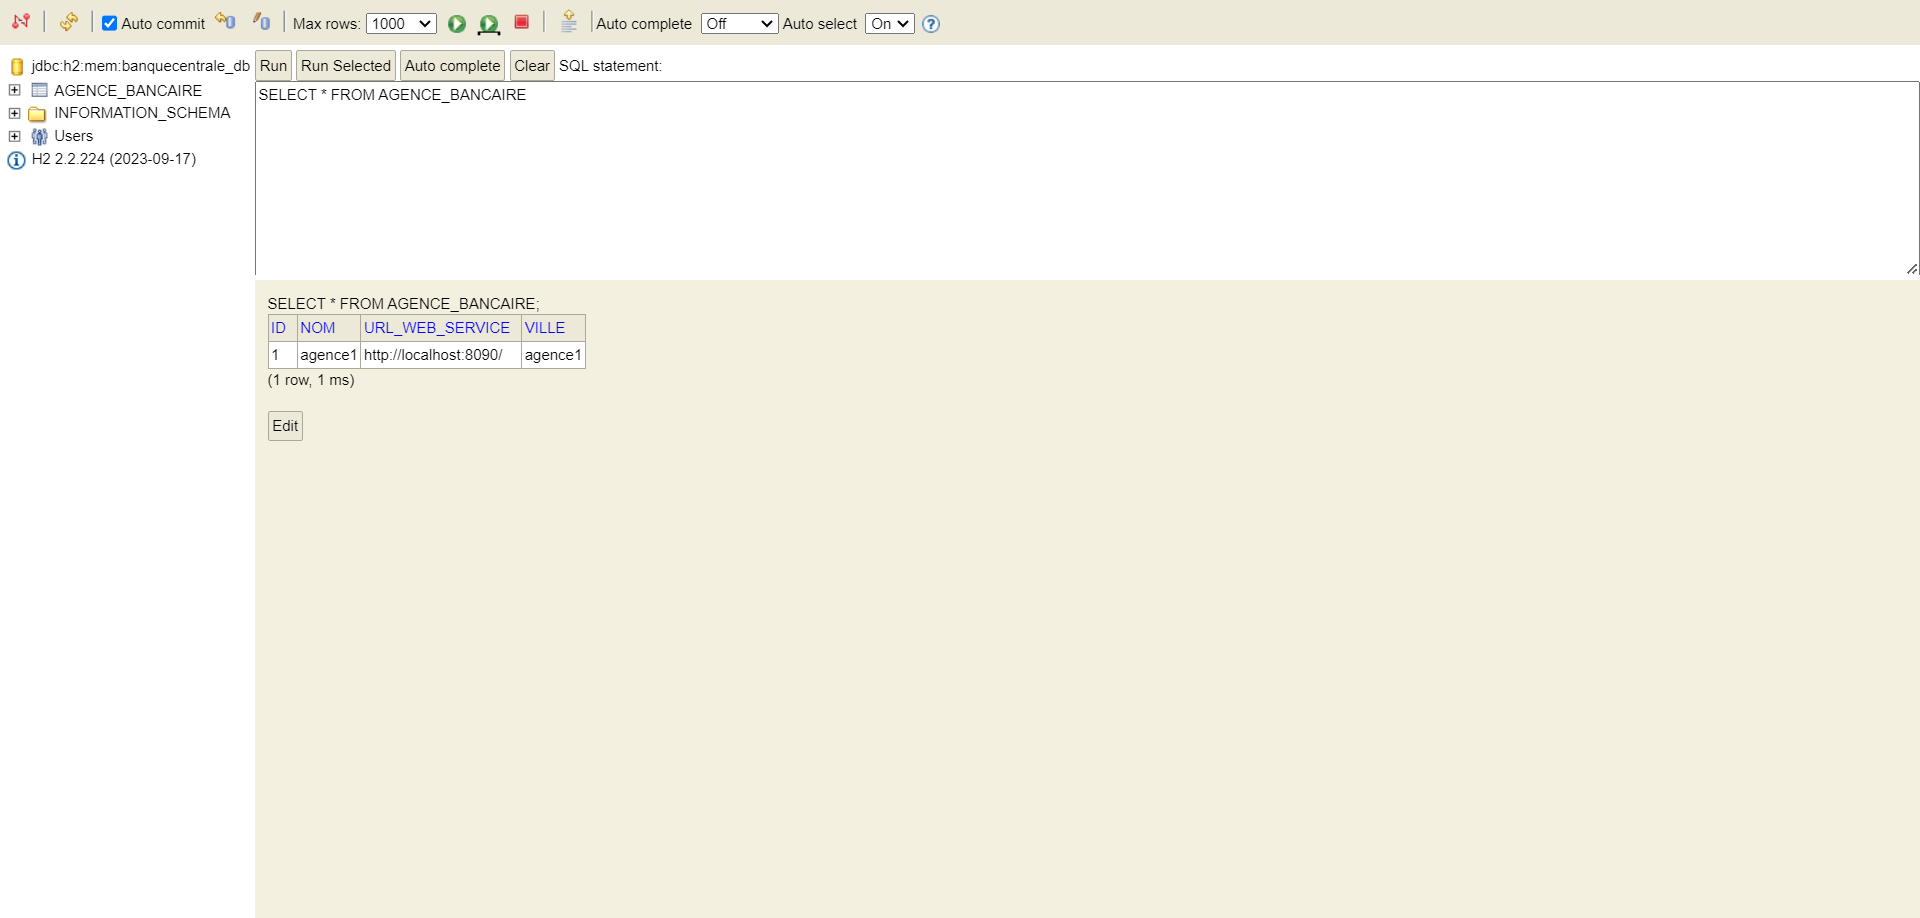 Auto commit Max rows: 1000 Auto complete Off Auto select On ?
jdbc:h2:mem:banquecentrale_db
AGENCE_BANCAIRE
INFORMATION_SCHEMA
Users
H2 2.2.224 (2023-09-17)
Run Run Selected Auto complete Clear SQL statement:
SELECT * FROM AGENCE_BANCAIRE
SELECT * FROM AGENCE_BANCAIRE;
ID NOM URL_WEB_SERVICE VILLE
1 agence1 http://localhost:8090/ agence1
(1 row, 1 ms)
Edit